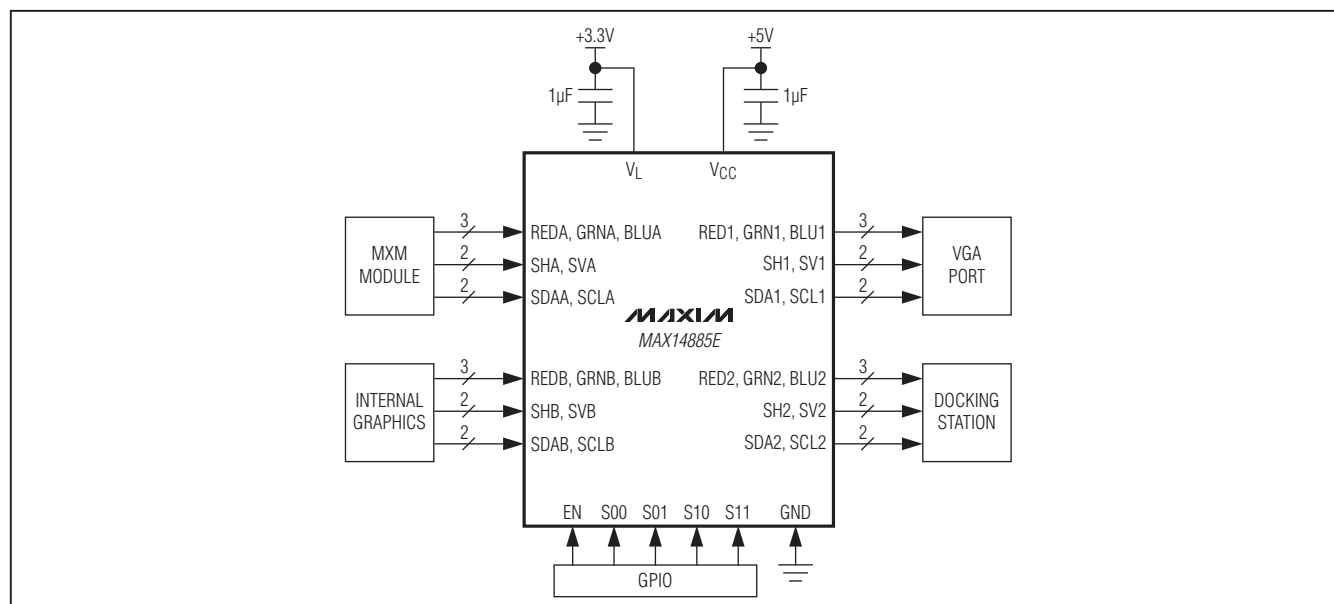 +3.3V
+5V
1µF
1µF
VL
VCC
MXM
MODULE
3
REDA, GRNA, BLUA
2
SHA, SVA
2
SDAA, SCLA
RED1, GRN1, BLU1
3
SH1, SV1
2
SDA1, SCL1
2
VGA
PORT
MAXIM
MAX14885E
INTERNAL
GRAPHICS
3
REDB, GRNB, BLUB
2
SHB, SVB
2
SDAB, SCLB
RED2, GRN2, BLU2
3
SH2, SV2
2
SDA2, SCL2
2
DOCKING
STATION
EN S00 S01 S10 S11 GND
GPIO